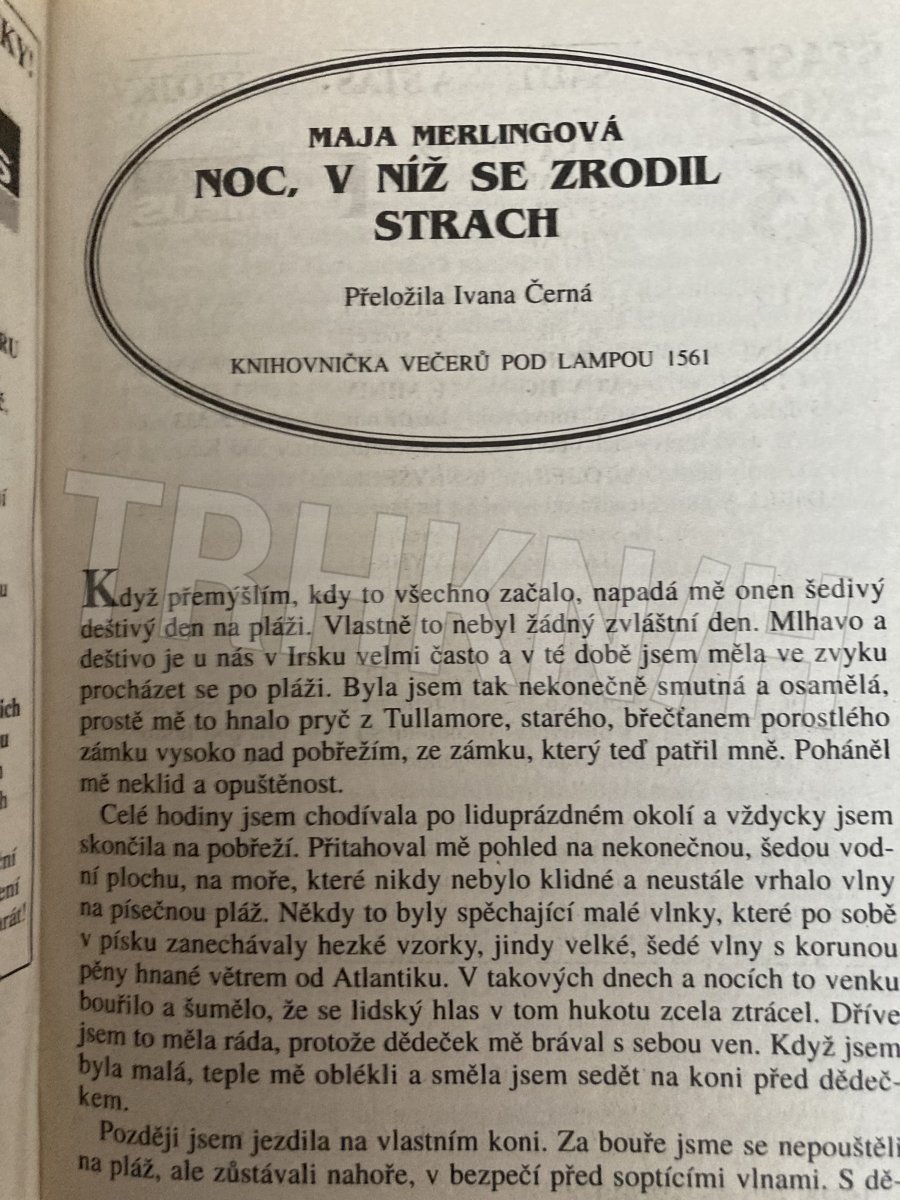 KY!
MAJA MERLINGOVÁ
NOC, V NÍŽ SE ZRODIL
STRACH
Přeložila Ivana Černá
KNIHOVNIČKA VEČERŮ POD LAMPOU 1561
TRHKNIH
Když přemýšlím, kdy to všechno začalo, napadá mě onen šedivý
deštivý den na pláži. Vlastně to nebyl žádný zvláštní den. Mlhavo a
deštivo je u nás v Irsku velmi často a v té době jsem měla ve zvyku
procházet se po pláži. Byla jsem tak nekonečně smutná a osamělá,
prostě mě to hnalo pryč z Tullamore, starého, břečťanem porostlého
zámku vysoko nad pobřežím, ze zámku, který teď patřil mně. Poháněl
mě neklid a opuštěnost.
Celé hodiny jsem chodívala po liduprázdném okolí a vždycky jsem
skončila na pobřeží. Přitahoval mě pohled na nekonečnou, šedou vod-
ní plochu, na moře, které nikdy nebylo klidné a neustále vrhalo vlny
na písečnou pláž. Někdy to byly spěchající malé vlnky, které po sobě
v písku zanechávaly hezké vzorky, jindy velké, šedé vlny s korunou
pěny hnané větrem od Atlantiku. V takových dnech a nocích to venku
bouřilo a šumělo, že se lidský hlas v tom hukotu zcela ztrácel. Dříve
jsem to měla ráda, protože dědeček mě brával s sebou ven. Když jsem
byla malá, teple mě oblékli a směla jsem sedět na koni před dědeč-
kem.
Později jsem jezdila na vlastním koni. Za bouře jsme se nepouštěli
na pláž, ale zůstávali nahoře, v bezpečí před soptícími vlnami. S dě-